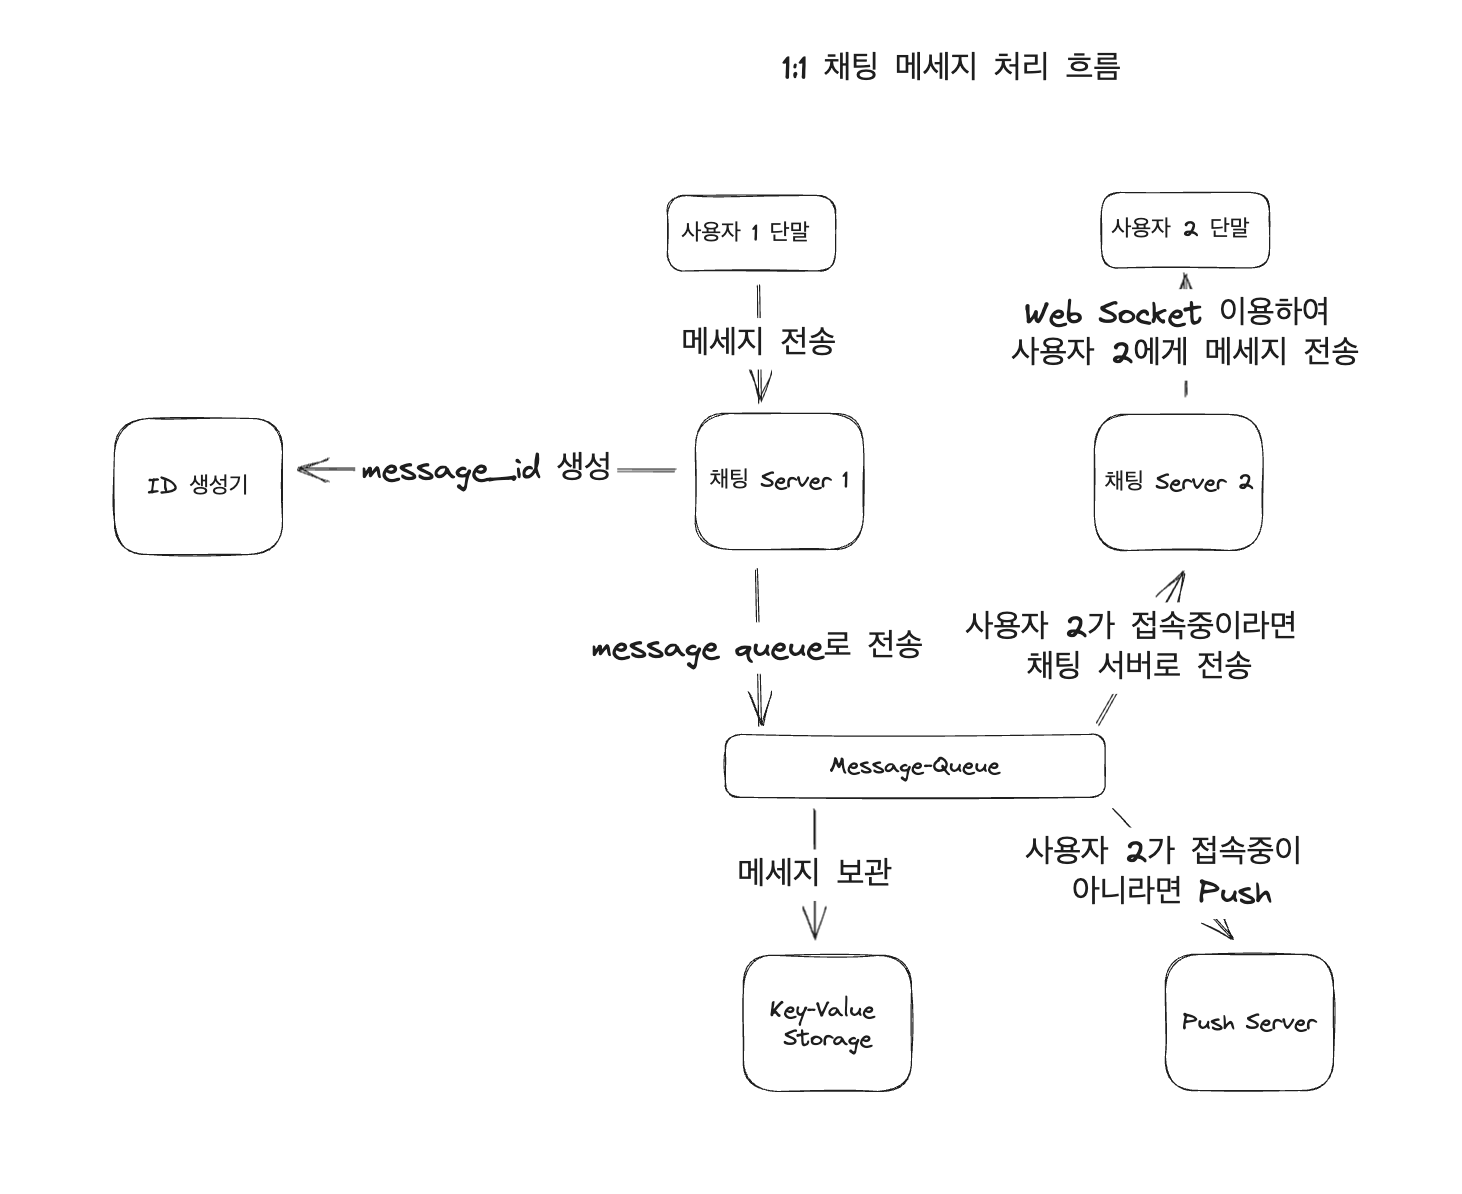 1:1 채팅 메세지 처리 흐름
사용자 1 단말
사용자 2 단말
메세지 전송
Web Socket 이용하여
사용자 2에게 메세지 전송
ID 생성기
message_id 생성
채팅 Server 1
채팅 Server 2
message queue로 전송
사용자 2가 접속중이라면
채팅 서버로 전송
Message-Queue
메세지 보관
사용자 2가 접속중이
아니라면 Push
Key-Value
Storage
Push Server